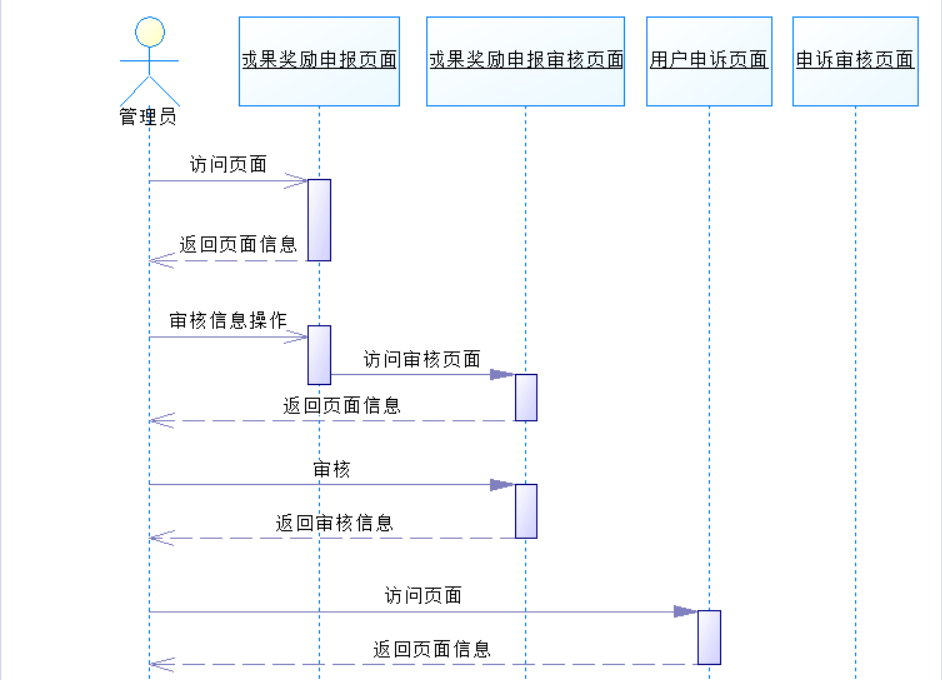 成果奖励申报页面
成果奖励申报审核页面
用户申诉页面
申诉审核页面
管理员
访问页面
返回页面信息
审核信息操作
访问审核页面
返回页面信息
审核
返回审核信息
访问页面
返回页面信息